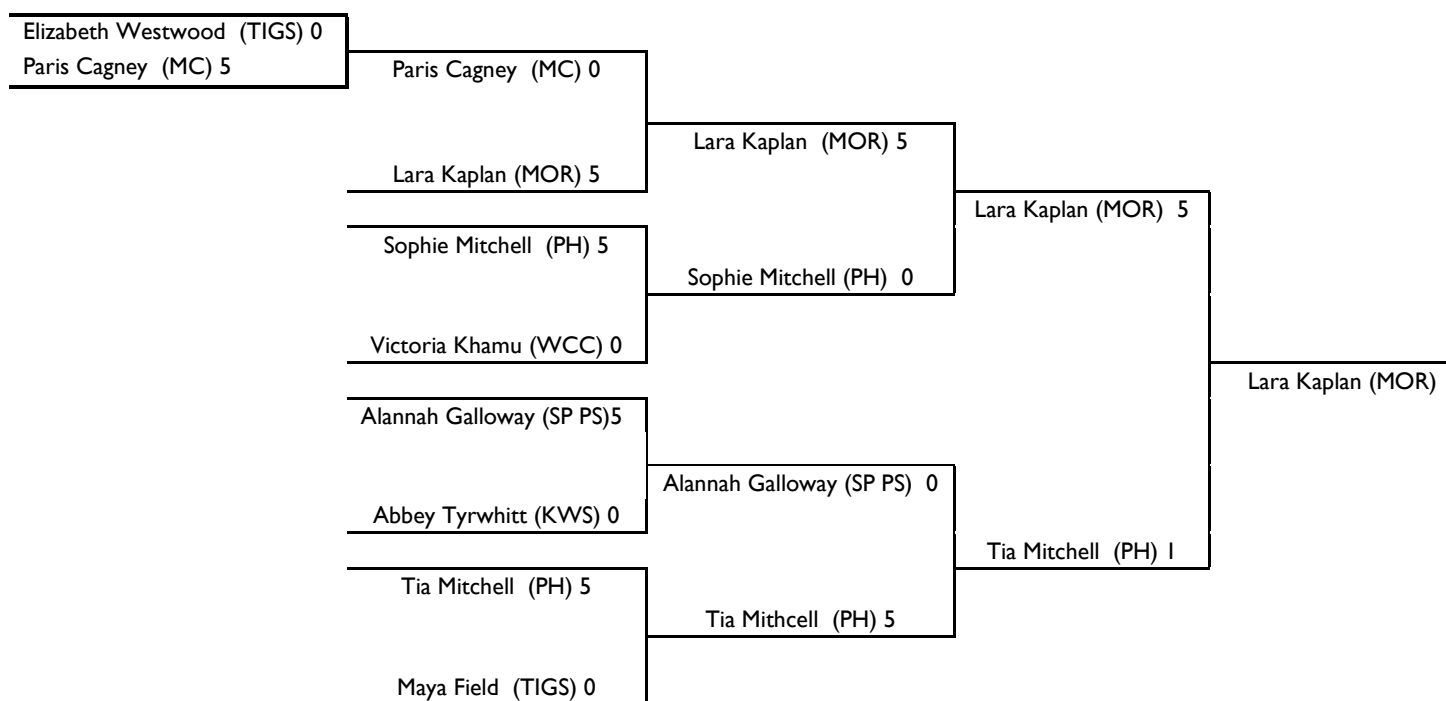 Elizabeth Westwood (TIGS) 0
Paris Cagney (MC) 5
Paris Cagney (MC) 0
Lara Kaplan (MOR) 5
Lara Kaplan (MOR) 5
Lara Kaplan (MOR) 5
Sophie Mitchell (PH) 5
Sophie Mitchell (PH) 0
Victoria Khamu (WCC) 0
Lara Kaplan (MOR)
Alannah Galloway (SP PS)5
Alannah Galloway (SP PS) 0
Abbey Tyrwhitt (KWS) 0
Tia Mitchell (PH) 1
Tia Mitchell (PH) 5
Tia Mithcell (PH) 5
Maya Field (TIGS) 0